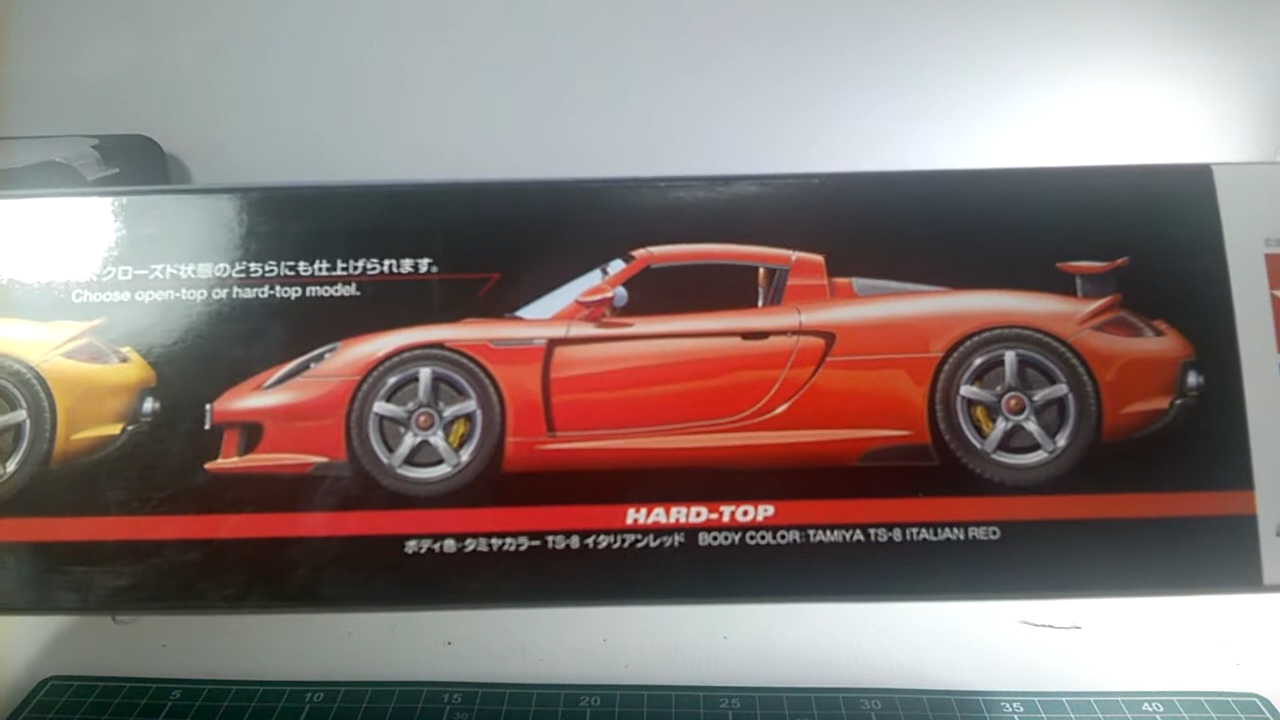 クローズド状態のどちらにも仕上げられます。
Choose open-top or hard-top model.
HARD-TOP
ボディ色・タミヤカラー TS-8 イタリアンレッド BODY COLOR: TAMIYA TS-8 ITALIAN RED
5 10 15 20 25 30 35 40